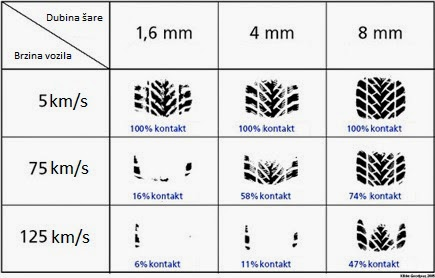 Dubina šare
Brzina vozila
1,6 mm
4 mm
8 mm
5 km/s
100% kontakt
100% kontakt
100% kontakt
75 km/s
16% kontakt
58% kontakt
74% kontakt
125 km/s
6% kontakt
11% kontakt
47% kontakt